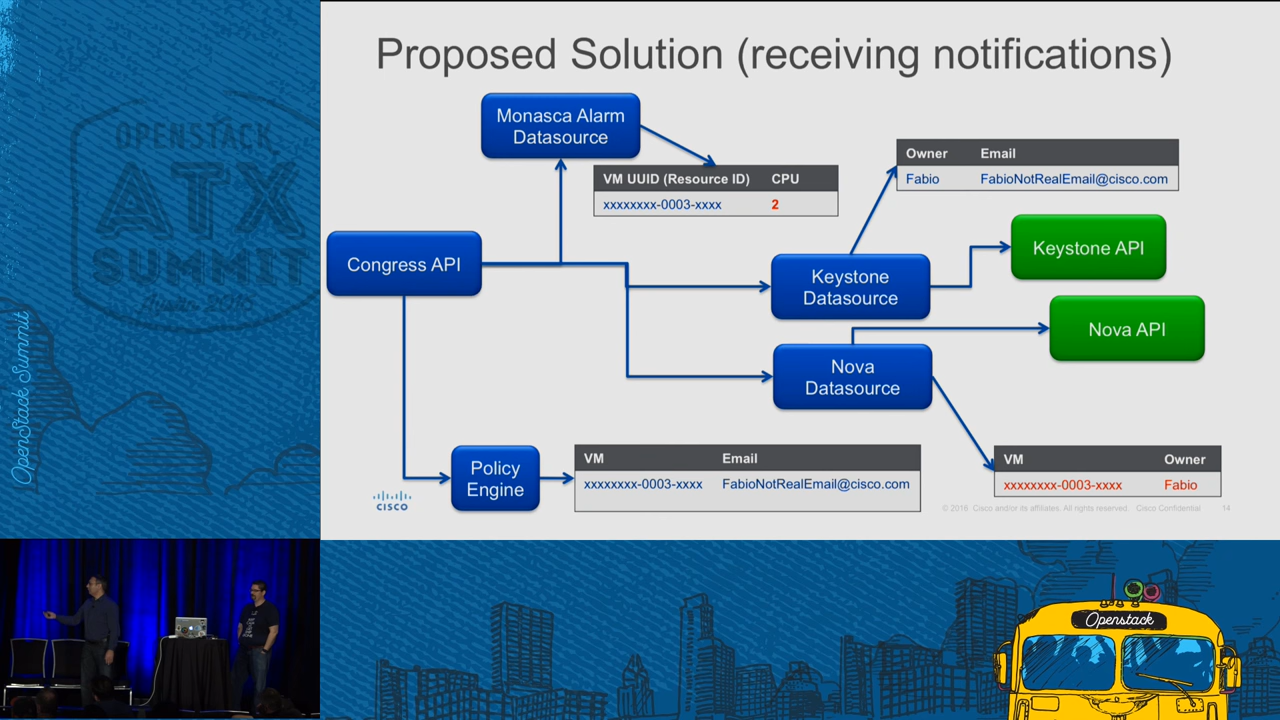 Proposed Solution (receiving notifications)
Monasca Alarm
Datasource
VM UUID (Resource ID) CPU
xxxxxxxx-0003-xxxx 2
Owner Email
Fabio FabioNotRealEmail@cisco.com
Congress API
Keystone
Datasource
Keystone API
Nova API
Nova
Datasource
Policy
Engine
VM Email
xxxxxxxx-0003-xxxx FabioNotRealEmail@cisco.com
VM Owner
xxxxxxxx-0003-xxxx Fabio
CISCO
© 2016 Cisco and/or its affiliates. All rights reserved. Cisco Confidential 14
OPENSTACK
ATX
SUMMIT
Austin 2016
OpenStack Summit
Openstack